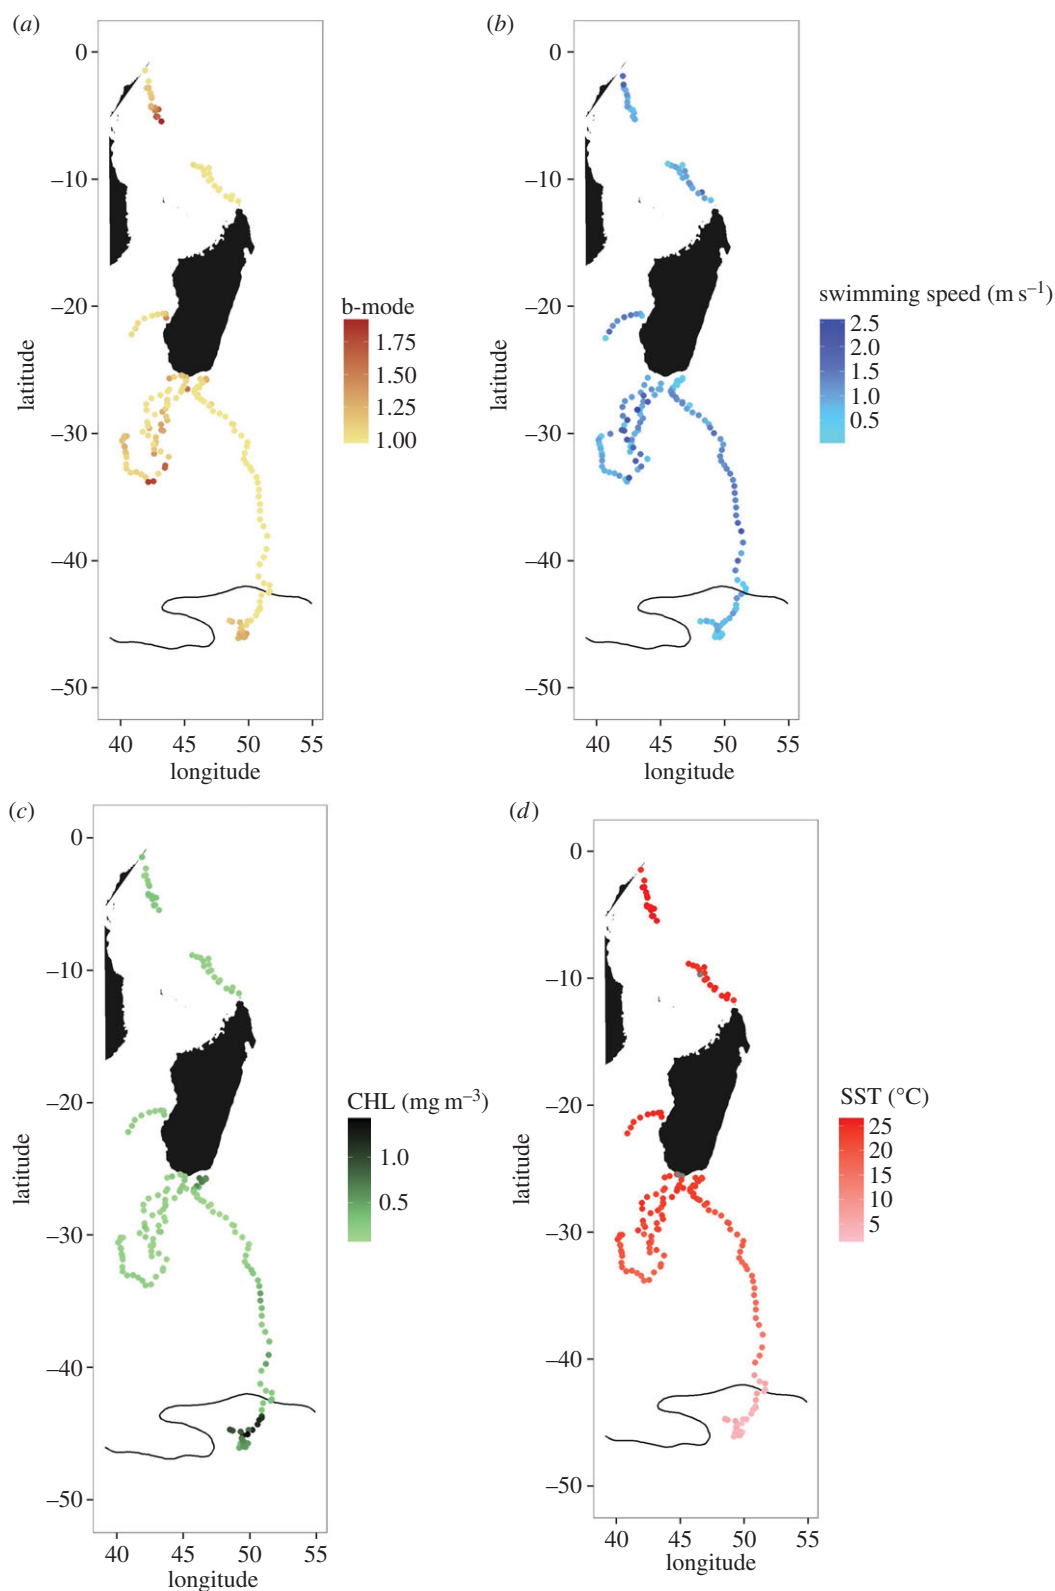 (a)
0
–10
–20
–30
–40
–50
latitude
40 45 50 55
longitude
b-mode
1.75
1.50
1.25
1.00
(b)
0
–10
–20
–30
–40
–50
latitude
40 45 50 55
longitude
swimming speed (m s⁻¹)
2.5
2.0
1.5
1.0
0.5
(c)
0
–10
–20
–30
–40
–50
latitude
40 45 50 55
longitude
CHL (mg m⁻³)
1.0
0.5
(d)
0
–10
–20
–30
–40
–50
latitude
40 45 50 55
longitude
SST (°C)
25
20
15
10
5